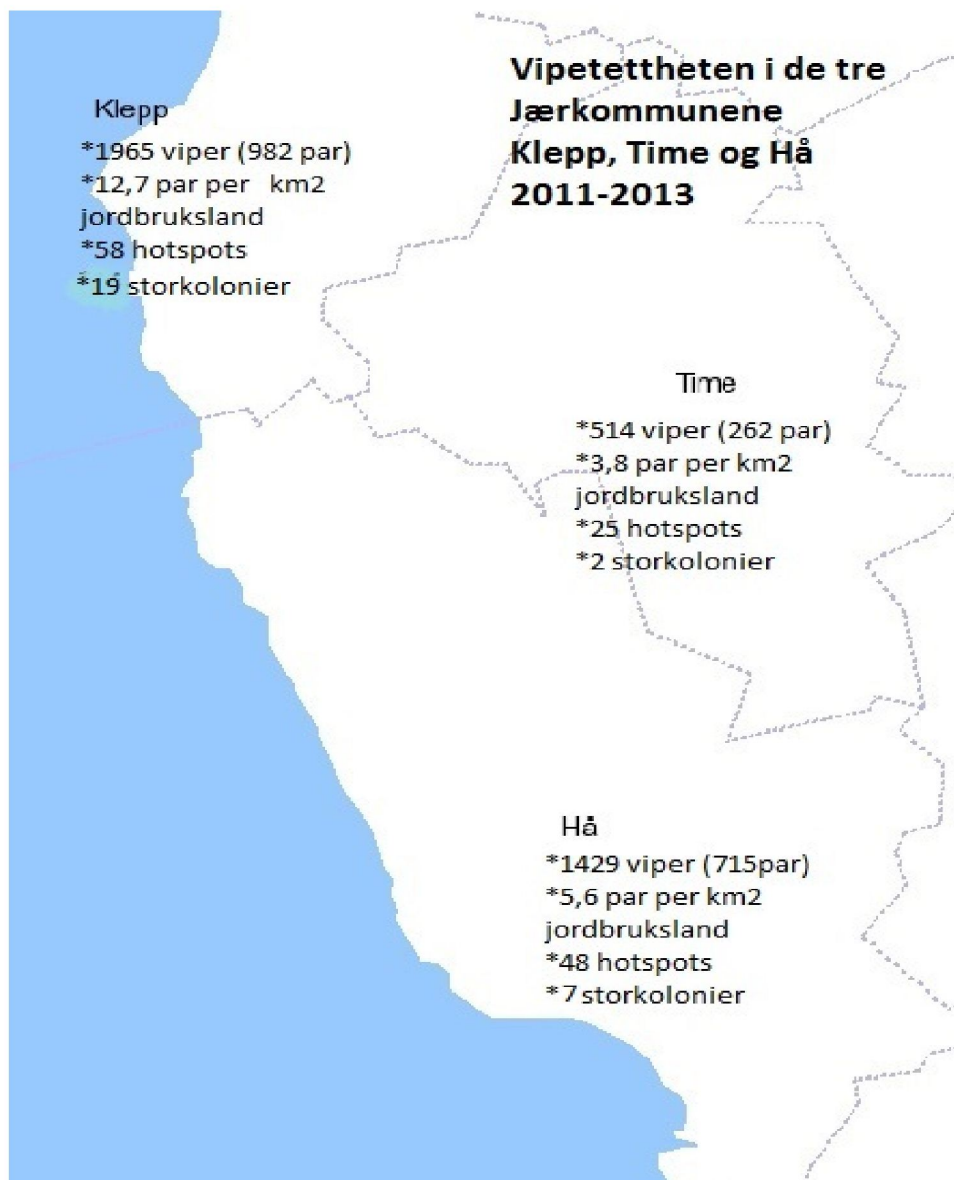 Vipetettheten i de tre
Jærkommunene
Klepp, Time og Hå
2011-2013
Klepp
*1965 viper (982 par)
*12,7 par per km2
jordbruksland
*58 hotspots
*19 storkolonier
Time
*514 viper (262 par)
*3,8 par per km2
jordbruksland
*25 hotspots
*2 storkolonier
Hå
*1429 viper (715par)
*5,6 par per km2
jordbruksland
*48 hotspots
*7 storkolonier